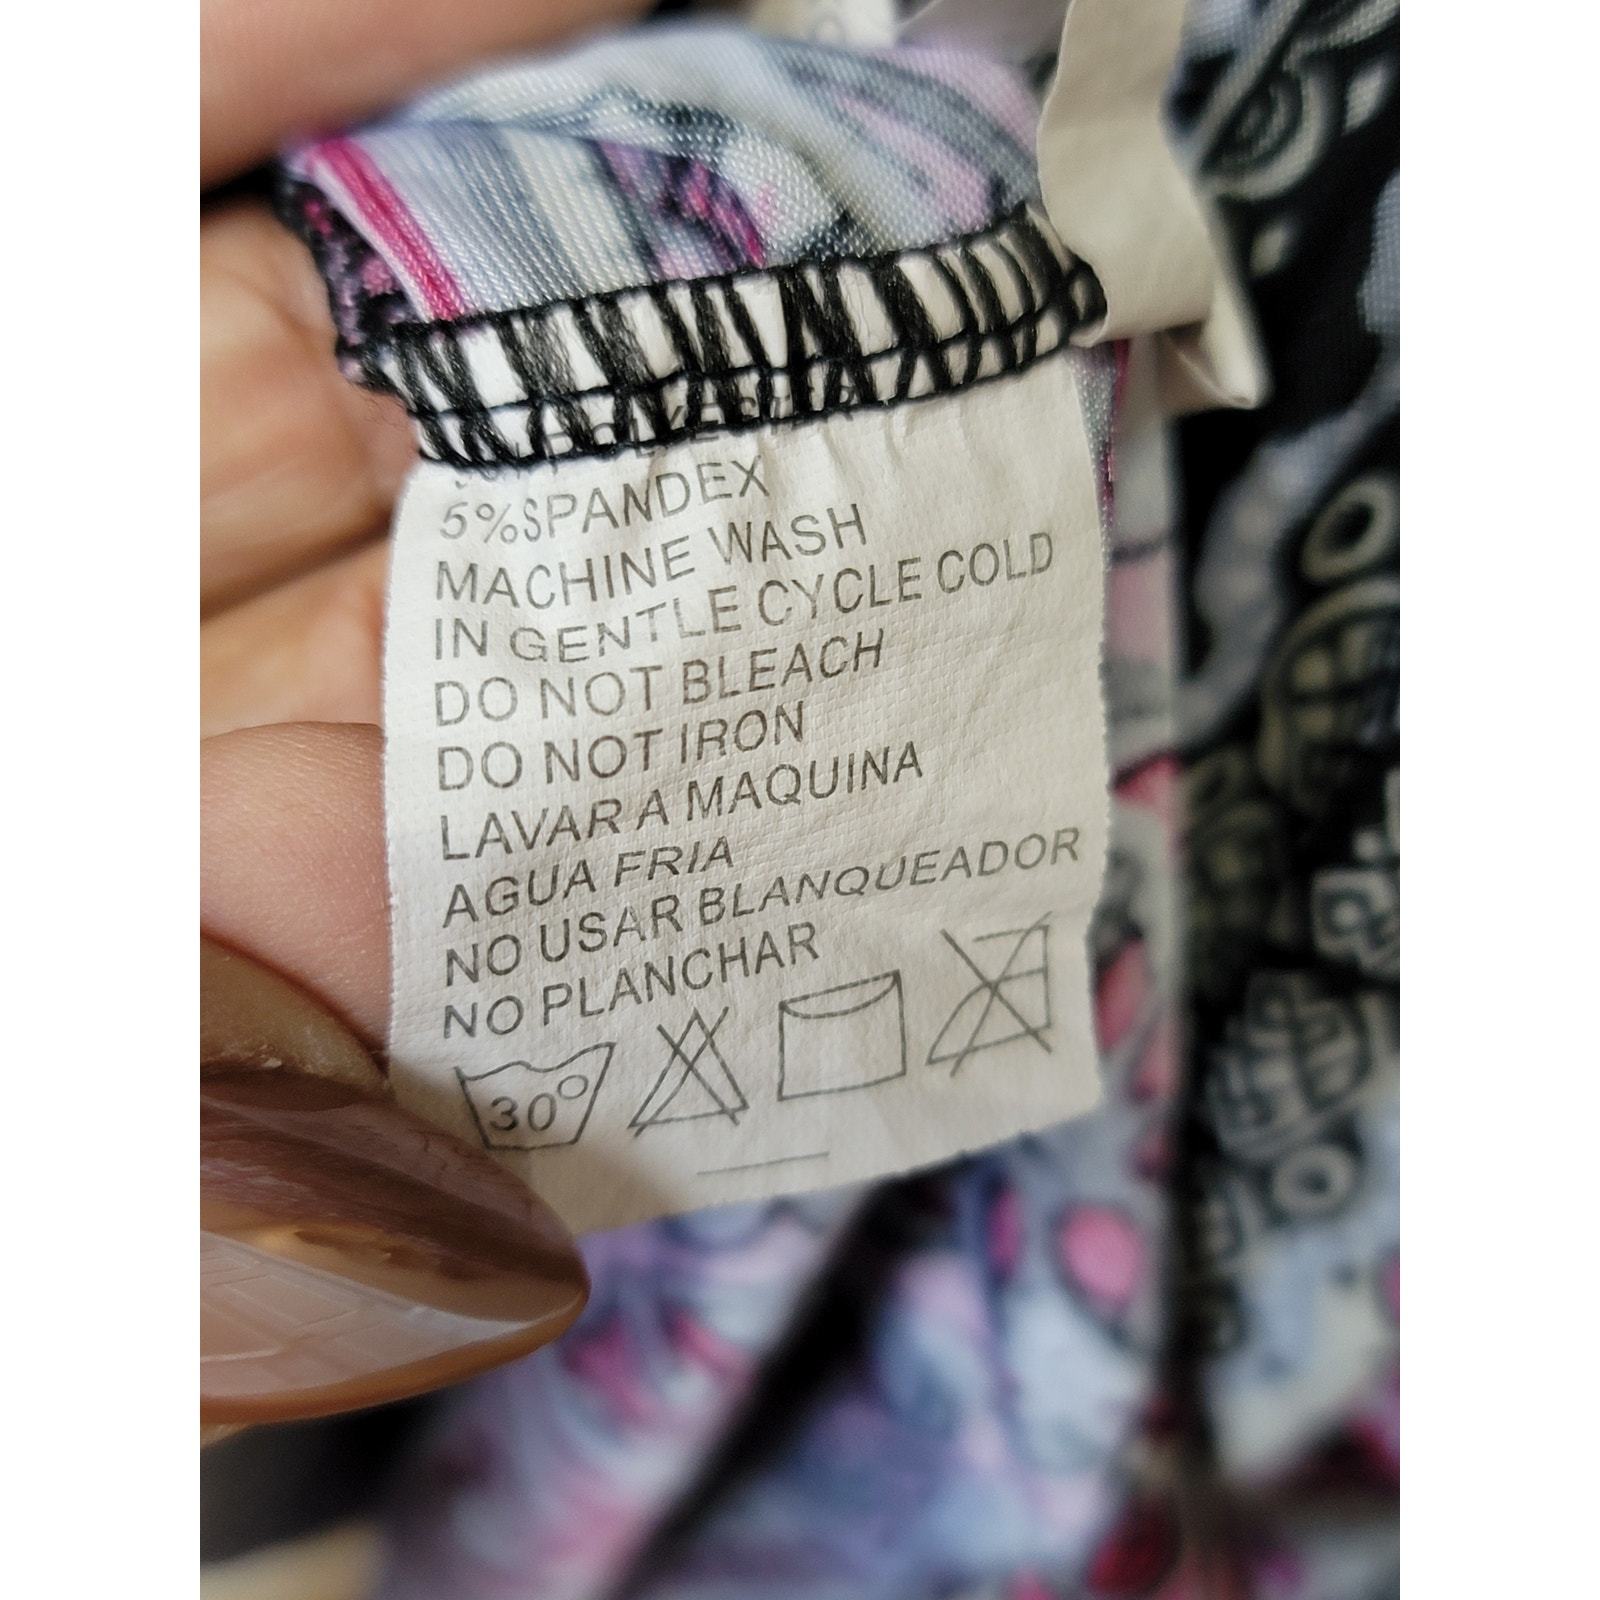 POLYESTER
5%SPANDEX
MACHINE WASH
IN GENTLE CYCLE COLD
DO NOT BLEACH
DO NOT IRON
LAVAR A MAQUINA
AGUA FRIA
NO USAR BLANQUEADOR
NO PLANCHAR
30°